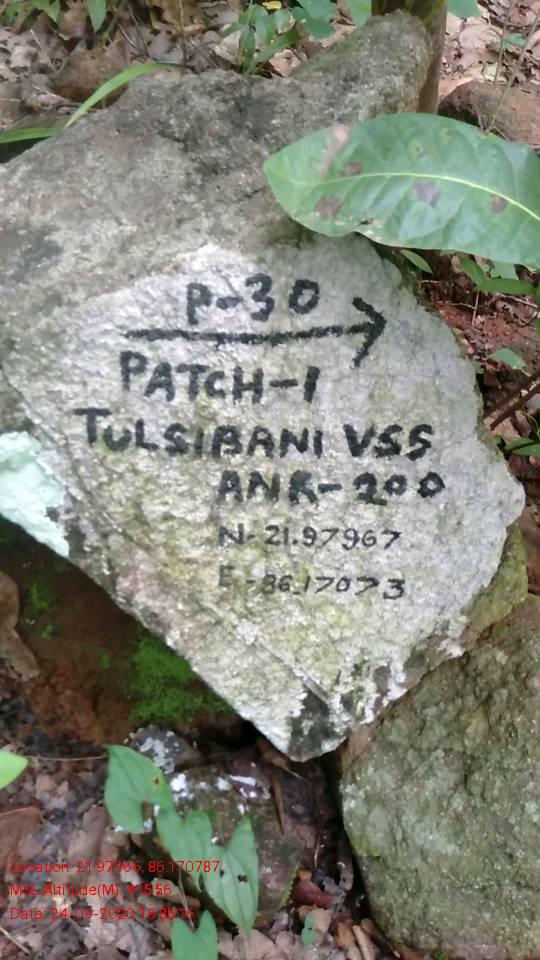 P-30
PATCH-1
TULSIBANI VSS
ANR-200
N-21.97967
E-86.17073
Location: 21.97966, 86.170787
MSL Altitude(M): 415.56
Date: 24-09-2020 16:35:16